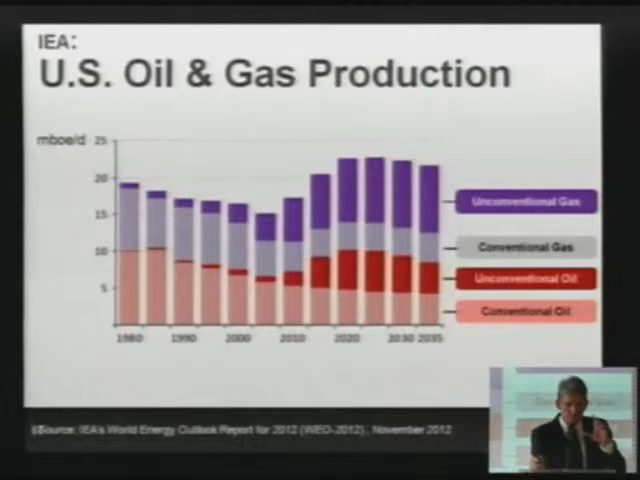 IEA:
U.S. Oil & Gas Production
mboe/d
25
20
15
10
5
1980 1990 2000 2010 2020 2030 2035
Unconventional Gas
Conventional Gas
Unconventional Oil
Conventional Oil
Source: IEA's World Energy Outlook Report for 2012 (WEO-2012), November 2012